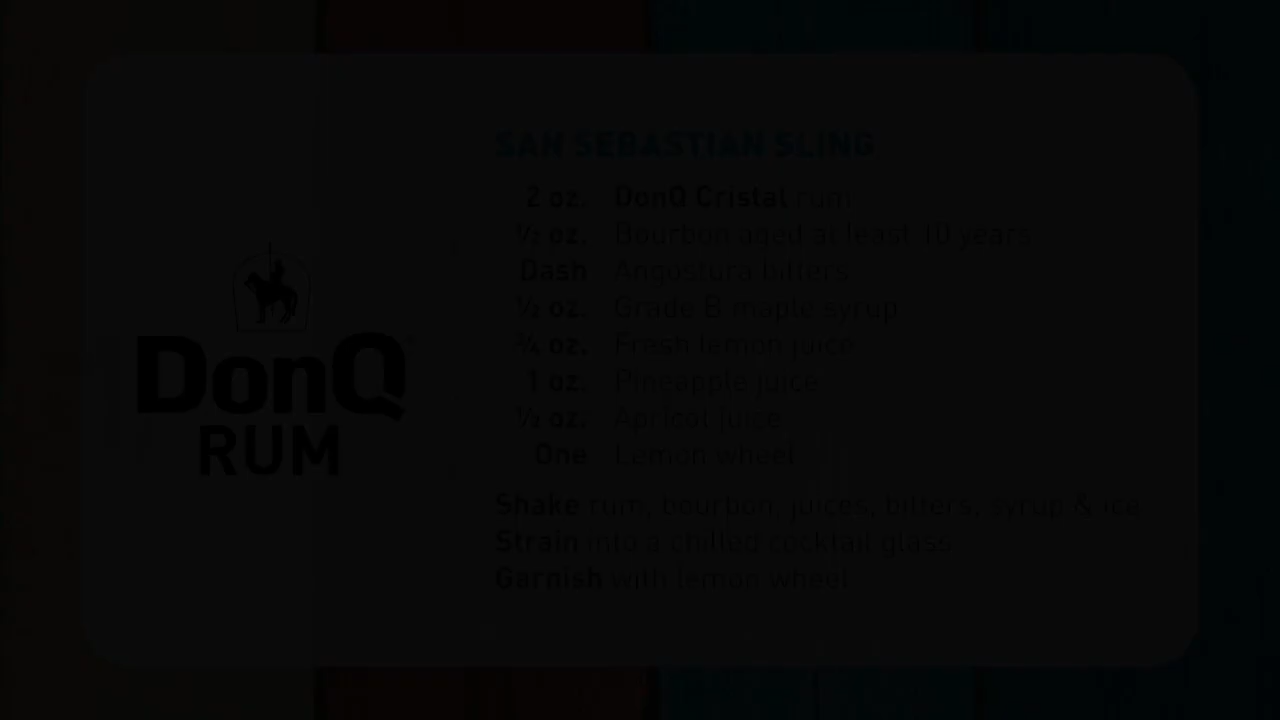 SAN SEBASTIÁN SLING
2 oz. DonQ Cristal rum
½ oz. Bourbon aged at least 10 years
Dash Angostura bitters
½ oz. Grade B maple syrup
¾ oz. Fresh lemon juice
1 oz. Pineapple juice
½ oz. Apricot juice
One Lemon wheel
Shake rum, bourbon, juices, bitters, syrup & ice
Strain into a chilled cocktail glass
Garnish with lemon wheel
DonQ
RUM